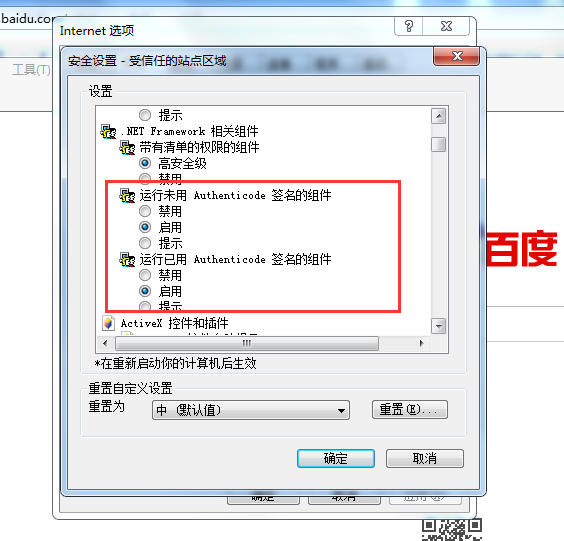 .baidu.co
Internet 选项
安全设置 - 受信任的站点区域
工具(T)
设置
提示
.NET Framework 相关组件
带有清单的权限的组件
高安全级
禁用
运行未用 Authenticode 签名的组件
禁用
启用
提示
运行已用 Authenticode 签名的组件
禁用
启用
提示
ActiveX 控件和插件
*在重新启动你的计算机后生效
重置自定义设置
重置为
中 (默认值)
重置(E)...
确定
取消
确定
取消
百度